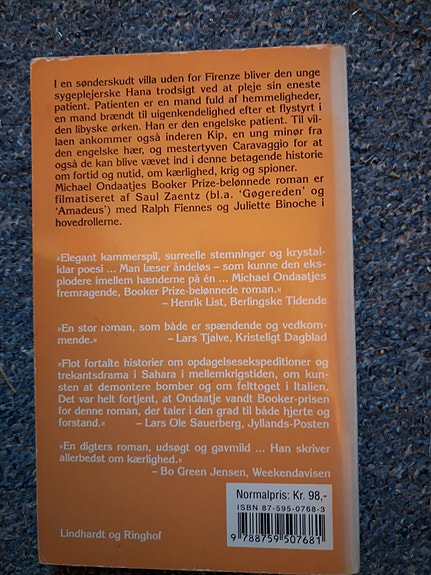 I en sønderskudt villa uden for Firenze bliver den unge
sygeplejerske Hana trodsigt ved at pleje sin eneste
patient. Patienten er en mand fuld af hemmeligheder,
en mand brændt til uigenkendelighed efter et flystyrt i
den libyske ørken. Han er den engelske patient. Til vil-
laen ankommer også inderen Kip, en ung minør fra
den engelske hær, og mestertyven Caravaggio for at
også de kan blive vævet ind i denne betagende historie
om fortid og nutid, om kærlighed, krig og spioner.
Michael Ondaatjes Booker Prize-belønnede roman er
filmatiseret af Saul Zaentz (bl.a. 'Gøgereden' og
'Amadeus') med Ralph Fiennes og Juliette Binoche i
hovedrollerne.
»Elegant kammerspil, surreelle stemninger og krystal-
klar poesi ... Man læser åndeløs – som kunne den eks-
plodere imellem hænderne på én ... Michael Ondaatjes
fremragende, Booker Prize-belønnede roman.«
– Henrik List, Berlingske Tidende
»En stor roman, som både er spændende og vedkom-
mende.« – Lars Tjalve, Kristeligt Dagblad
»Flot fortalte historier om opdagelsesekspeditioner og
trekantsdrama i Sahara i mellemkrigstiden, om kun-
sten at demontere bomber og om felttoget i Italien.
Det var helt fortjent, at Ondaatje vandt Booker-prisen
for denne roman, der taler i den grad til både hjerte og
forstand.« – Lars Ole Sauerberg, Jyllands-Posten
»En digters roman, udsøgt og gavmild ... Han skriver
allerbedst om kærlighed.«
– Bo Green Jensen, Weekendavisen
Normalpris: Kr. 98,-
ISBN 87-595-0768-3
9 788759 507681
Lindhardt og Ringhof